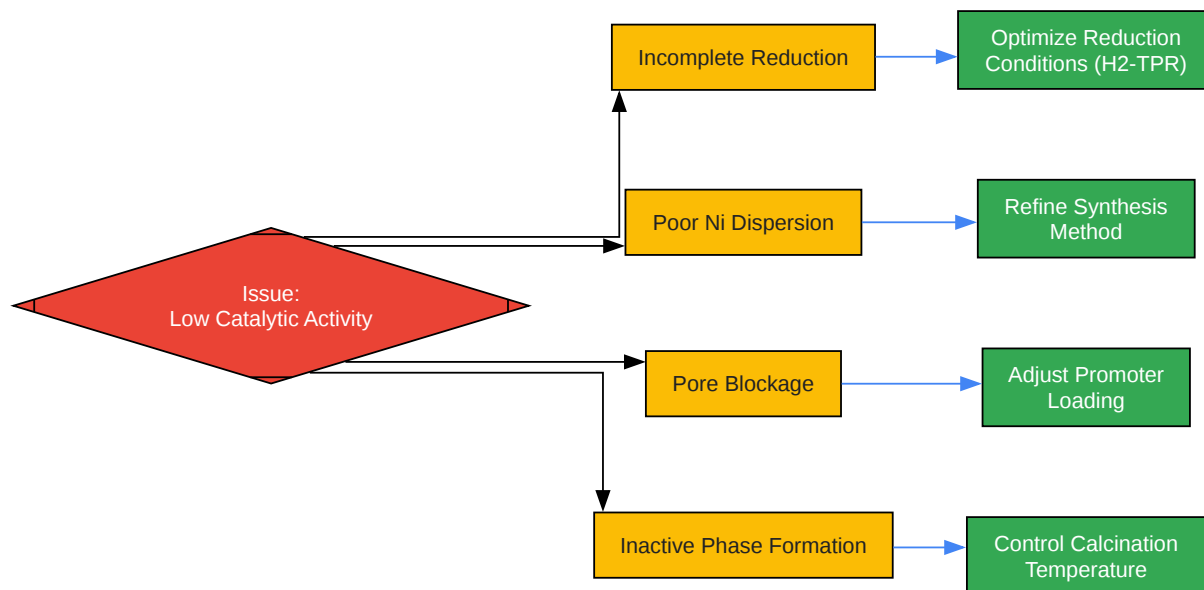 Incomplete Reduction
Optimize Reduction
Conditions (H2-TPR)
Poor Ni Dispersion
Refine Synthesis
Method
Issue:
Low Catalytic Activity
Pore Blockage
Adjust Promoter
Loading
Inactive Phase Formation
Control Calcination
Temperature